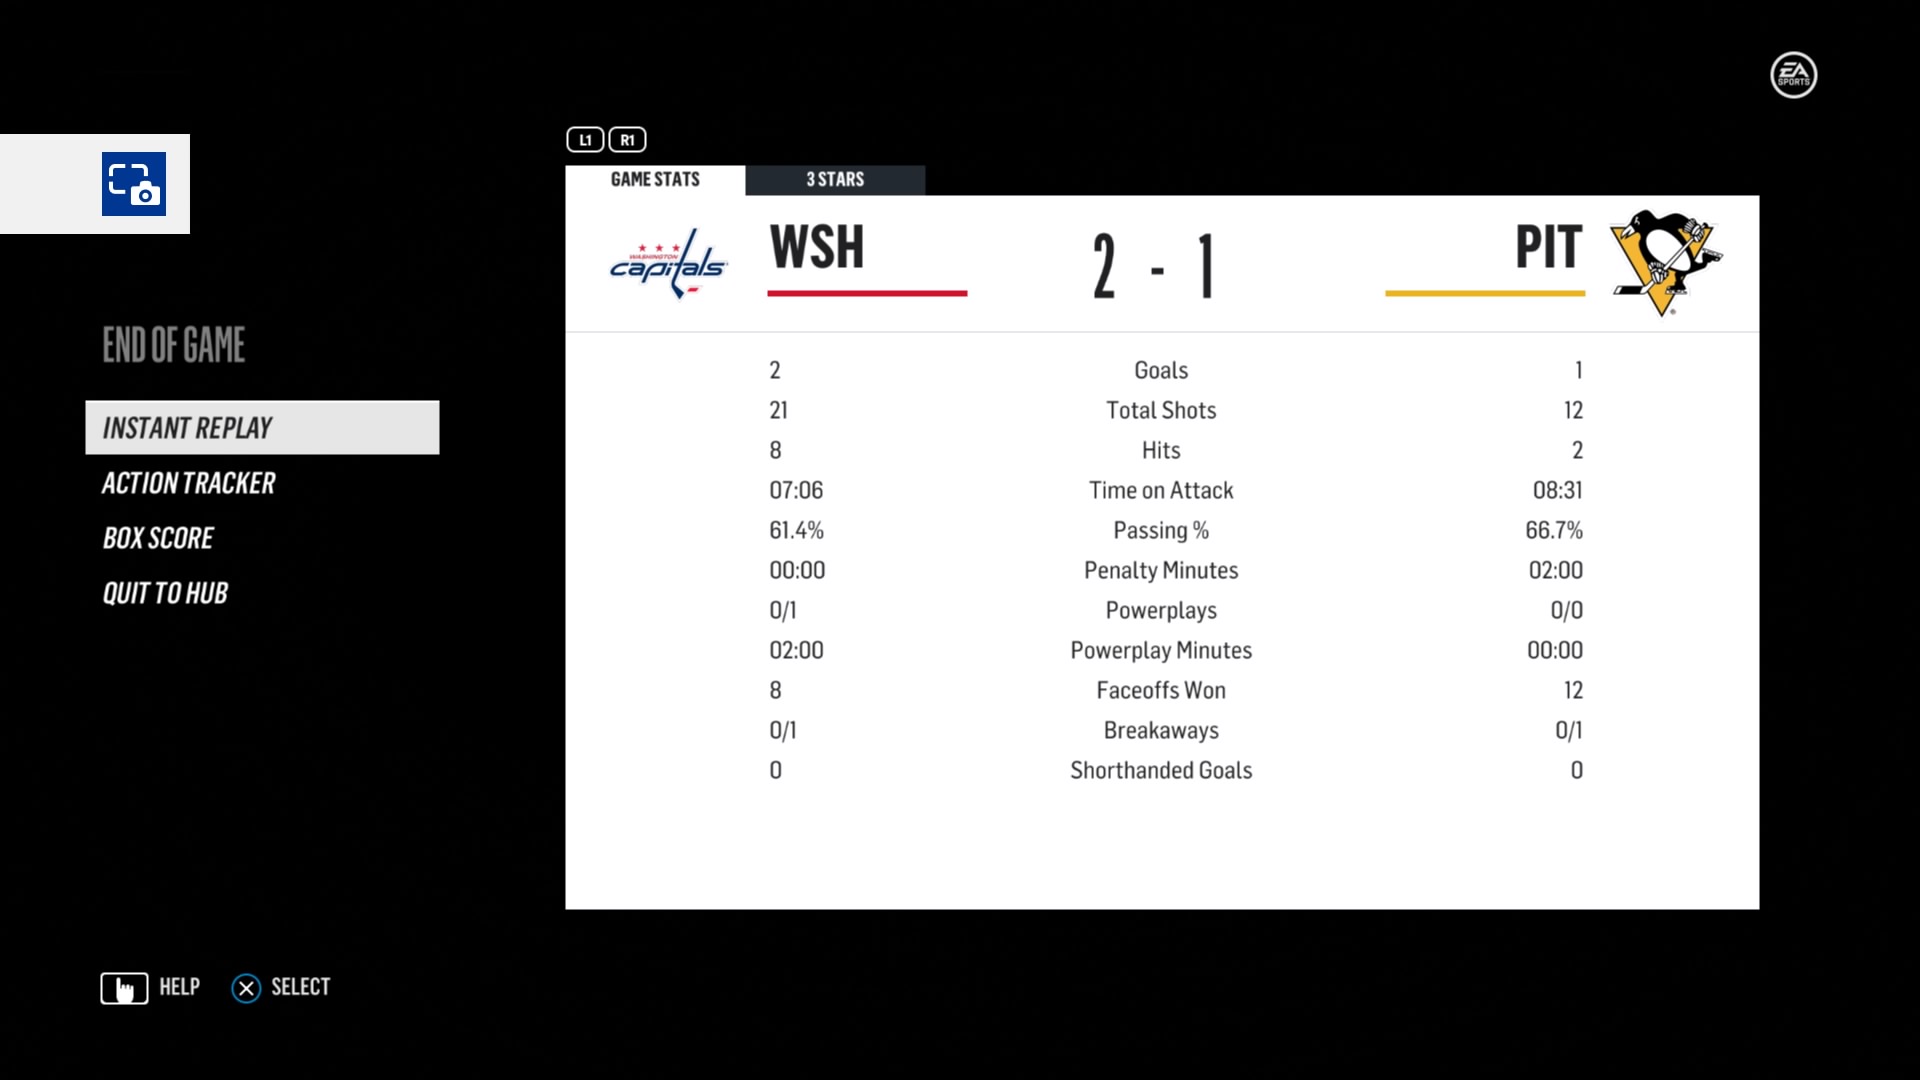 EA
SPORTS
L1 R1
GAME STATS 3 STARS
WASHINGTON
capitals
WSH 2 - 1 PIT
END OF GAME
INSTANT REPLAY
ACTION TRACKER
BOX SCORE
QUIT TO HUB
2 Goals 1
21 Total Shots 12
8 Hits 2
07:06 Time on Attack 08:31
61.4% Passing % 66.7%
00:00 Penalty Minutes 02:00
0/1 Powerplays 0/0
02:00 Powerplay Minutes 00:00
8 Faceoffs Won 12
0/1 Breakaways 0/1
0 Shorthanded Goals 0
HELP SELECT